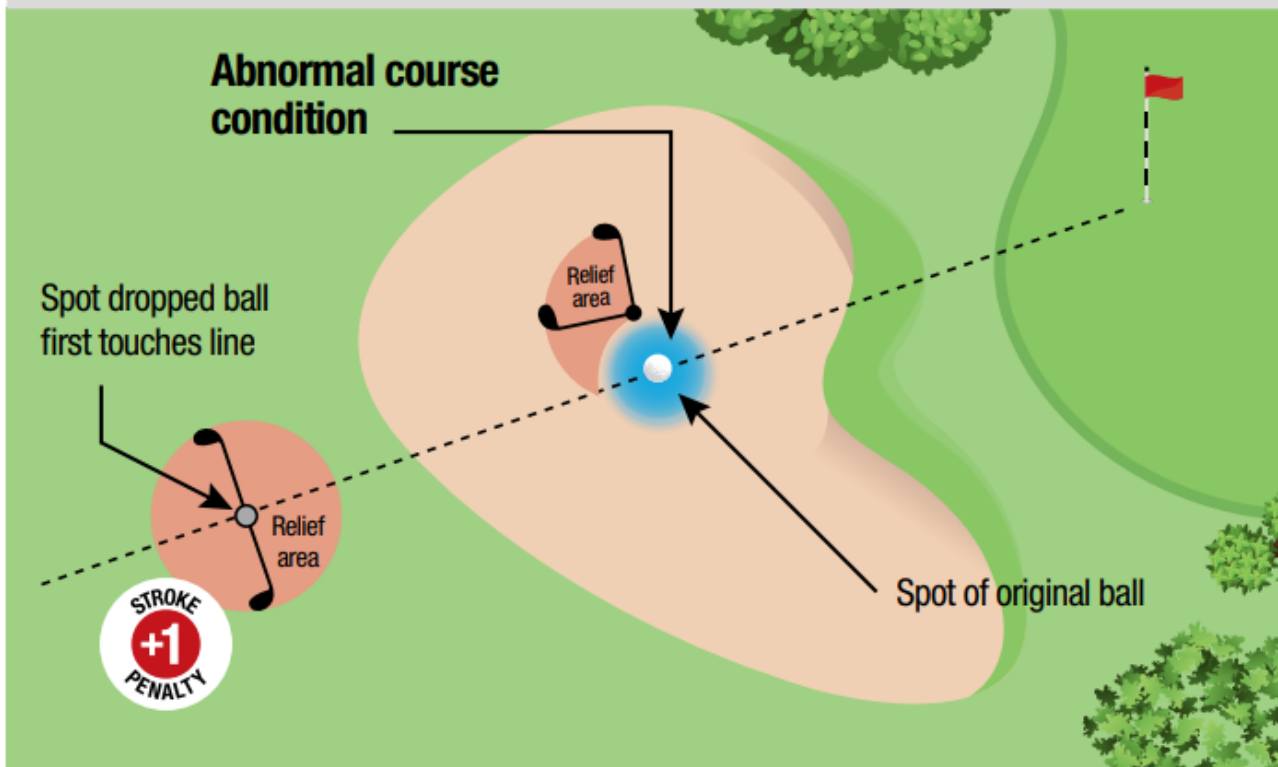 Abnormal course
condition
Relief
area
Spot dropped ball
first touches line
Relief
area
STROKE
+1
PENALTY
Spot of original ball